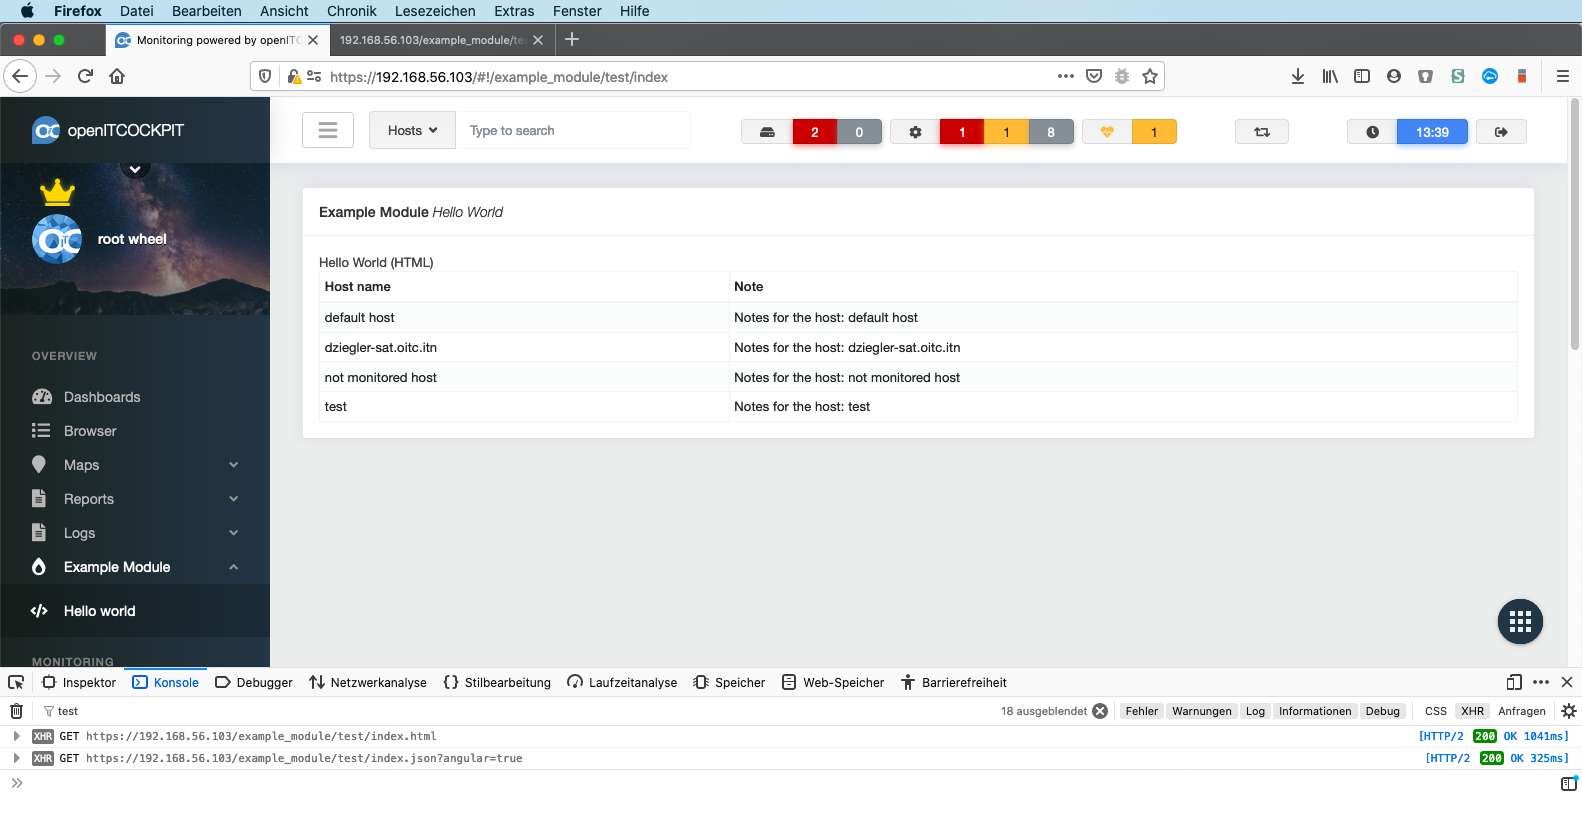 Firefox Datei Bearbeiten Ansicht Chronik Lesezeichen Extras Fenster Hilfe
Monitoring powered by openITC 192.168.56.103/example_module/te
https://192.168.56.103/#!/example_module/test/index
openITCOCKPIT
Hosts Type to search 2 0 1 1 8 1 13:39
root wheel
Example Module Hello World
Hello World (HTML)
Host name Note
default host Notes for the host: default host
dziegler-sat.oitc.itn Notes for the host: dziegler-sat.oitc.itn
not monitored host Notes for the host: not monitored host
test Notes for the host: test
OVERVIEW
Dashboards
Browser
Maps
Reports
Logs
Example Module
Hello world
MONITORING
Inspektor Konsole Debugger Netzwerkanalyse Stilbearbeitung Laufzeitanalyse Speicher Web-Speicher Barrierefreiheit
test 18 ausgeblendet Fehler Warnungen Log Informationen Debug CSS XHR Anfragen
XHR GET https://192.168.56.103/example_module/test/index.html [HTTP/2 200 OK 1041ms]
XHR GET https://192.168.56.103/example_module/test/index.json?angular=true [HTTP/2 200 OK 325ms]